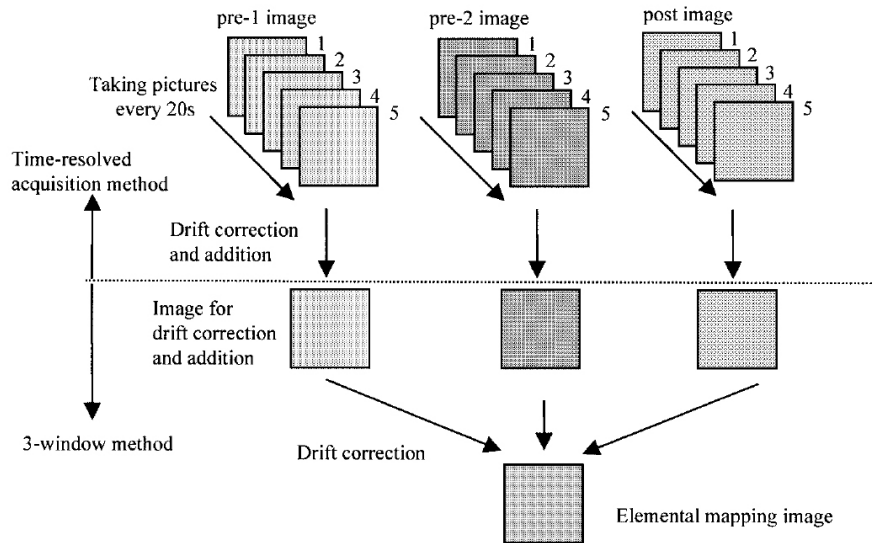 pre-1 image
pre-2 image
post image
1
2
3
4
5
1
2
3
4
5
1
2
3
4
5
Taking pictures
every 20s
Time-resolved
acquisition method
Drift correction
and addition
Image for
drift correction
and addition
3-window method
Drift correction
Elemental mapping image